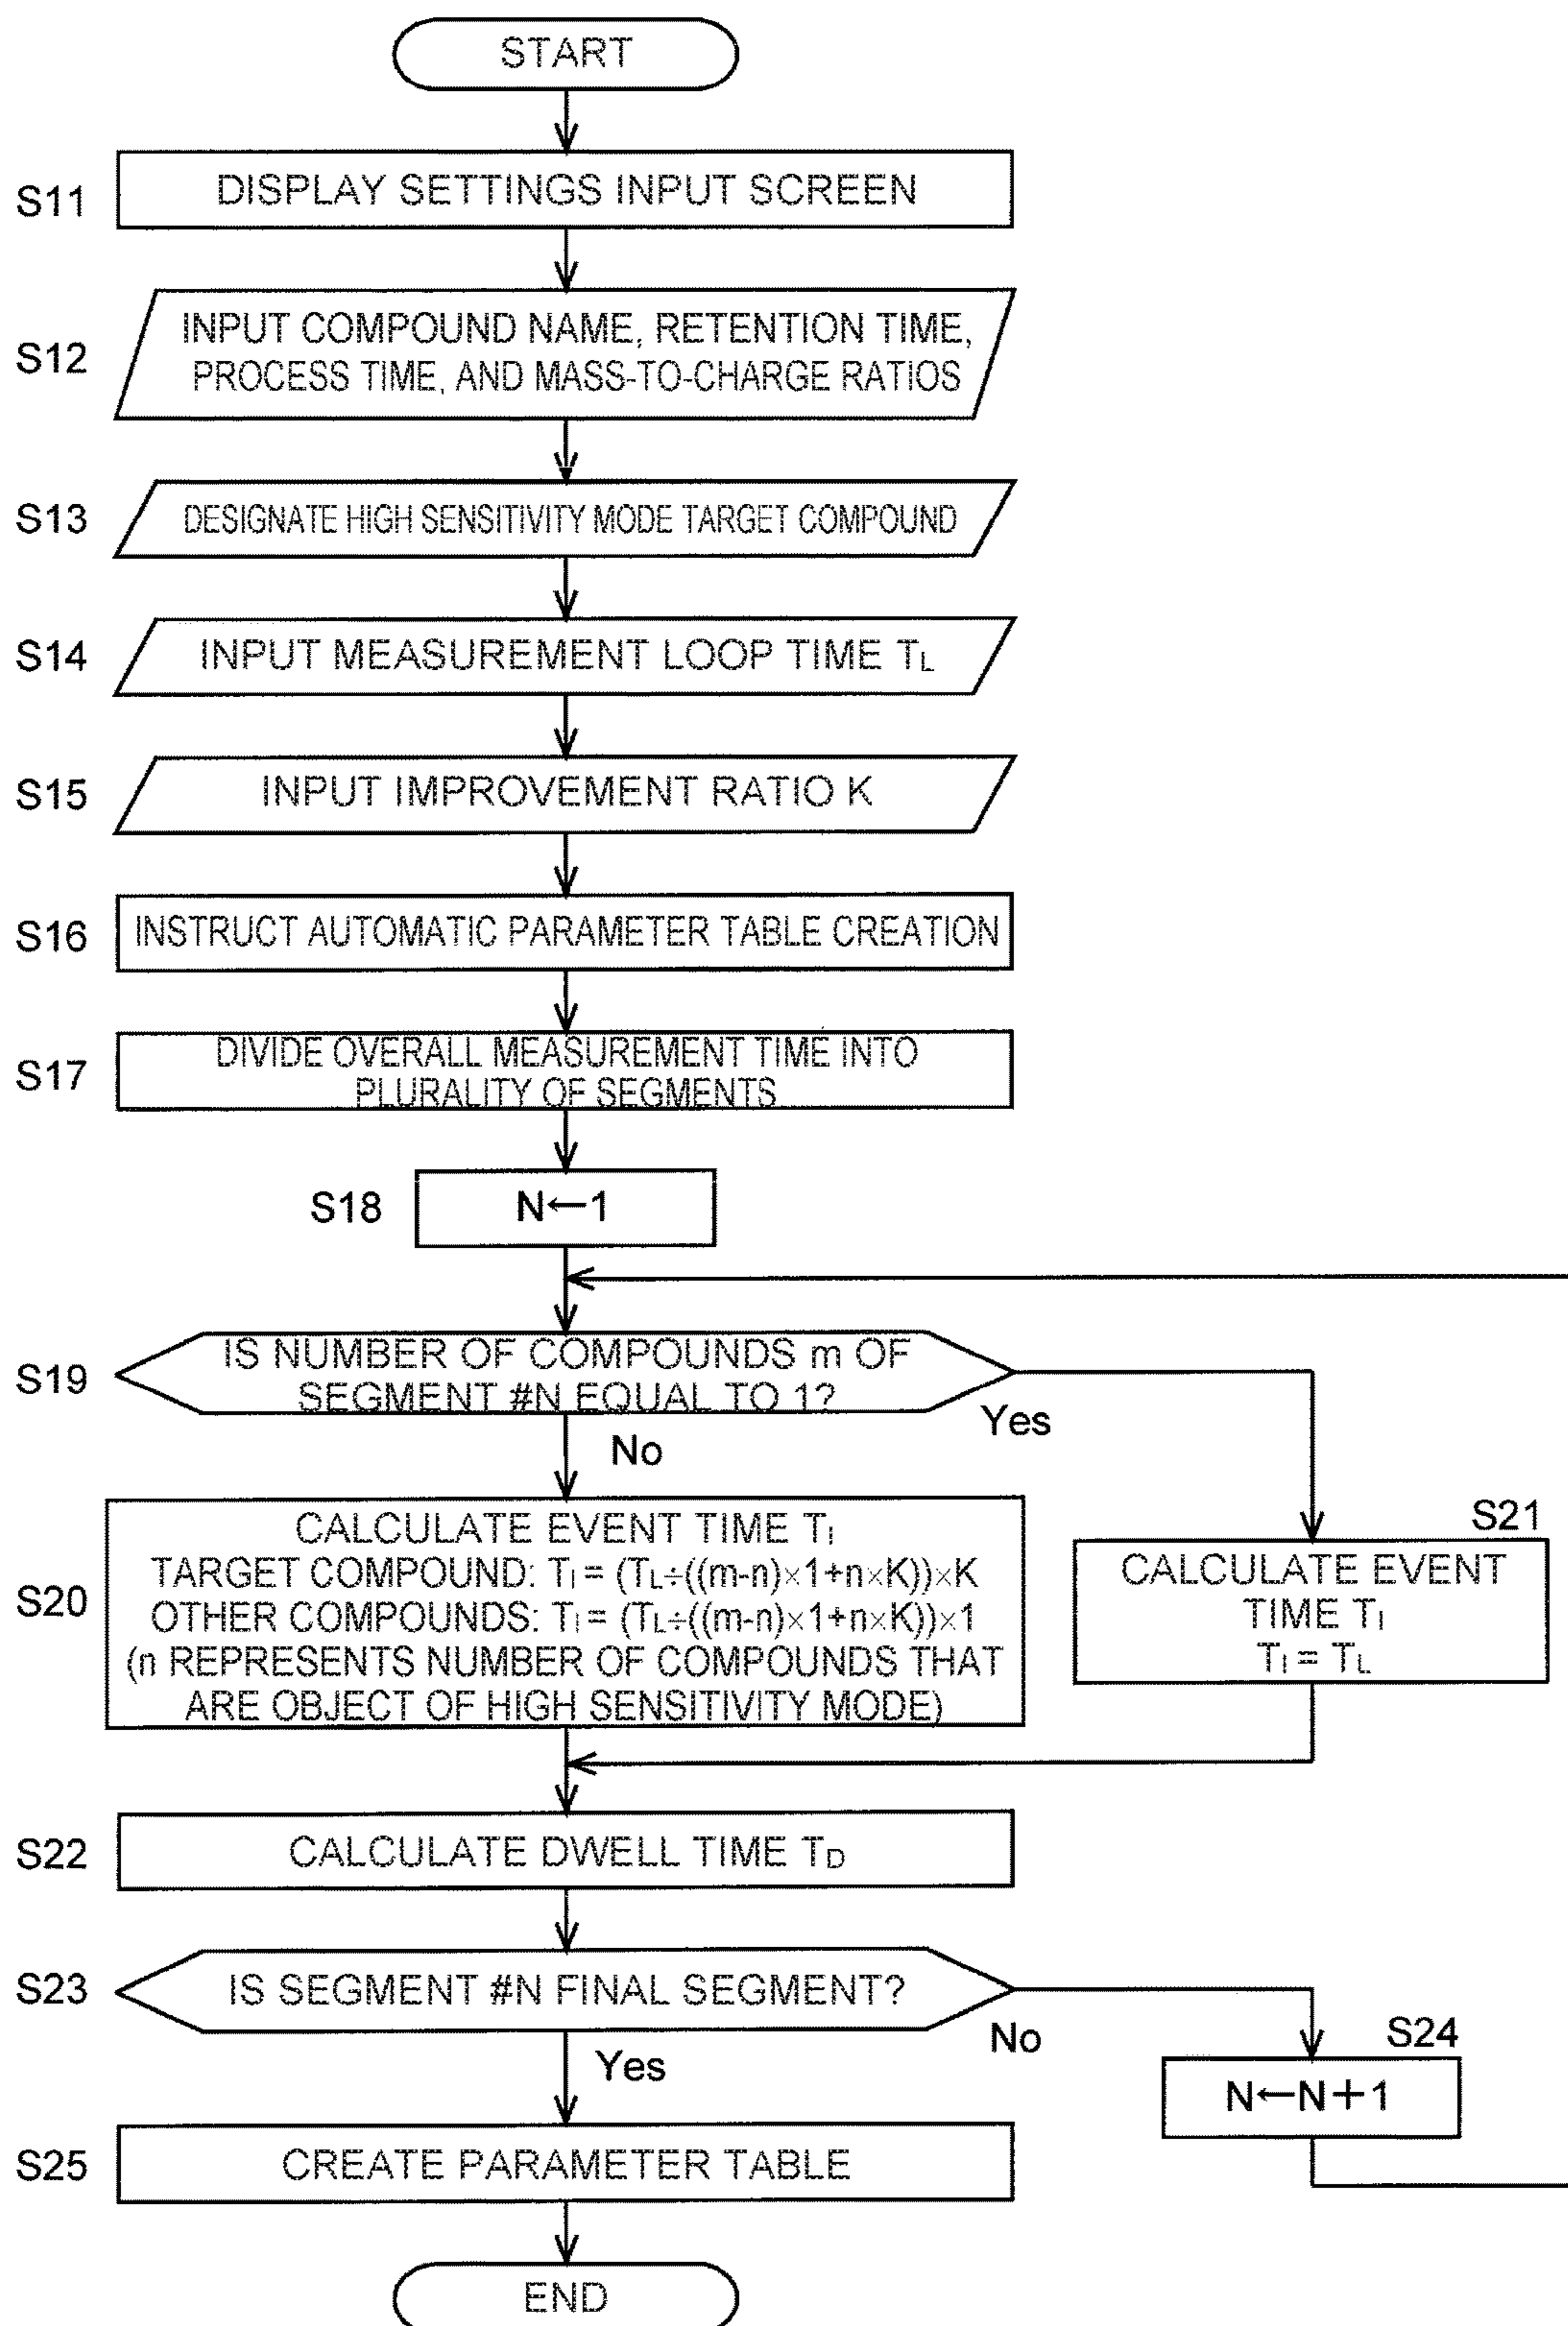 START
S11
DISPLAY SETTINGS INPUT SCREEN
S12
INPUT COMPOUND NAME, RETENTION TIME,
PROCESS TIME, AND MASS-TO-CHARGE RATIOS
S13
DESIGNATE HIGH SENSITIVITY MODE TARGET COMPOUND
S14
INPUT MEASUREMENT LOOP TIME TL
S15
INPUT IMPROVEMENT RATIO K
S16
INSTRUCT AUTOMATIC PARAMETER TABLE CREATION
S17
DIVIDE OVERALL MEASUREMENT TIME INTO
PLURALITY OF SEGMENTS
S18
N←1
S19
IS NUMBER OF COMPOUNDS m OF
SEGMENT #N EQUAL TO 1?
Yes
No
S20
CALCULATE EVENT TIME TI
TARGET COMPOUND: TI = (TL÷((m-n)×1+n×K))×K
OTHER COMPOUNDS: TI = (TL÷((m-n)×1+n×K))×1
(n REPRESENTS NUMBER OF COMPOUNDS THAT
ARE OBJECT OF HIGH SENSITIVITY MODE)
S21
CALCULATE EVENT
TIME TI
TI = TL
S22
CALCULATE DWELL TIME TD
S23
IS SEGMENT #N FINAL SEGMENT?
No
Yes
S24
N←N+1
S25
CREATE PARAMETER TABLE
END